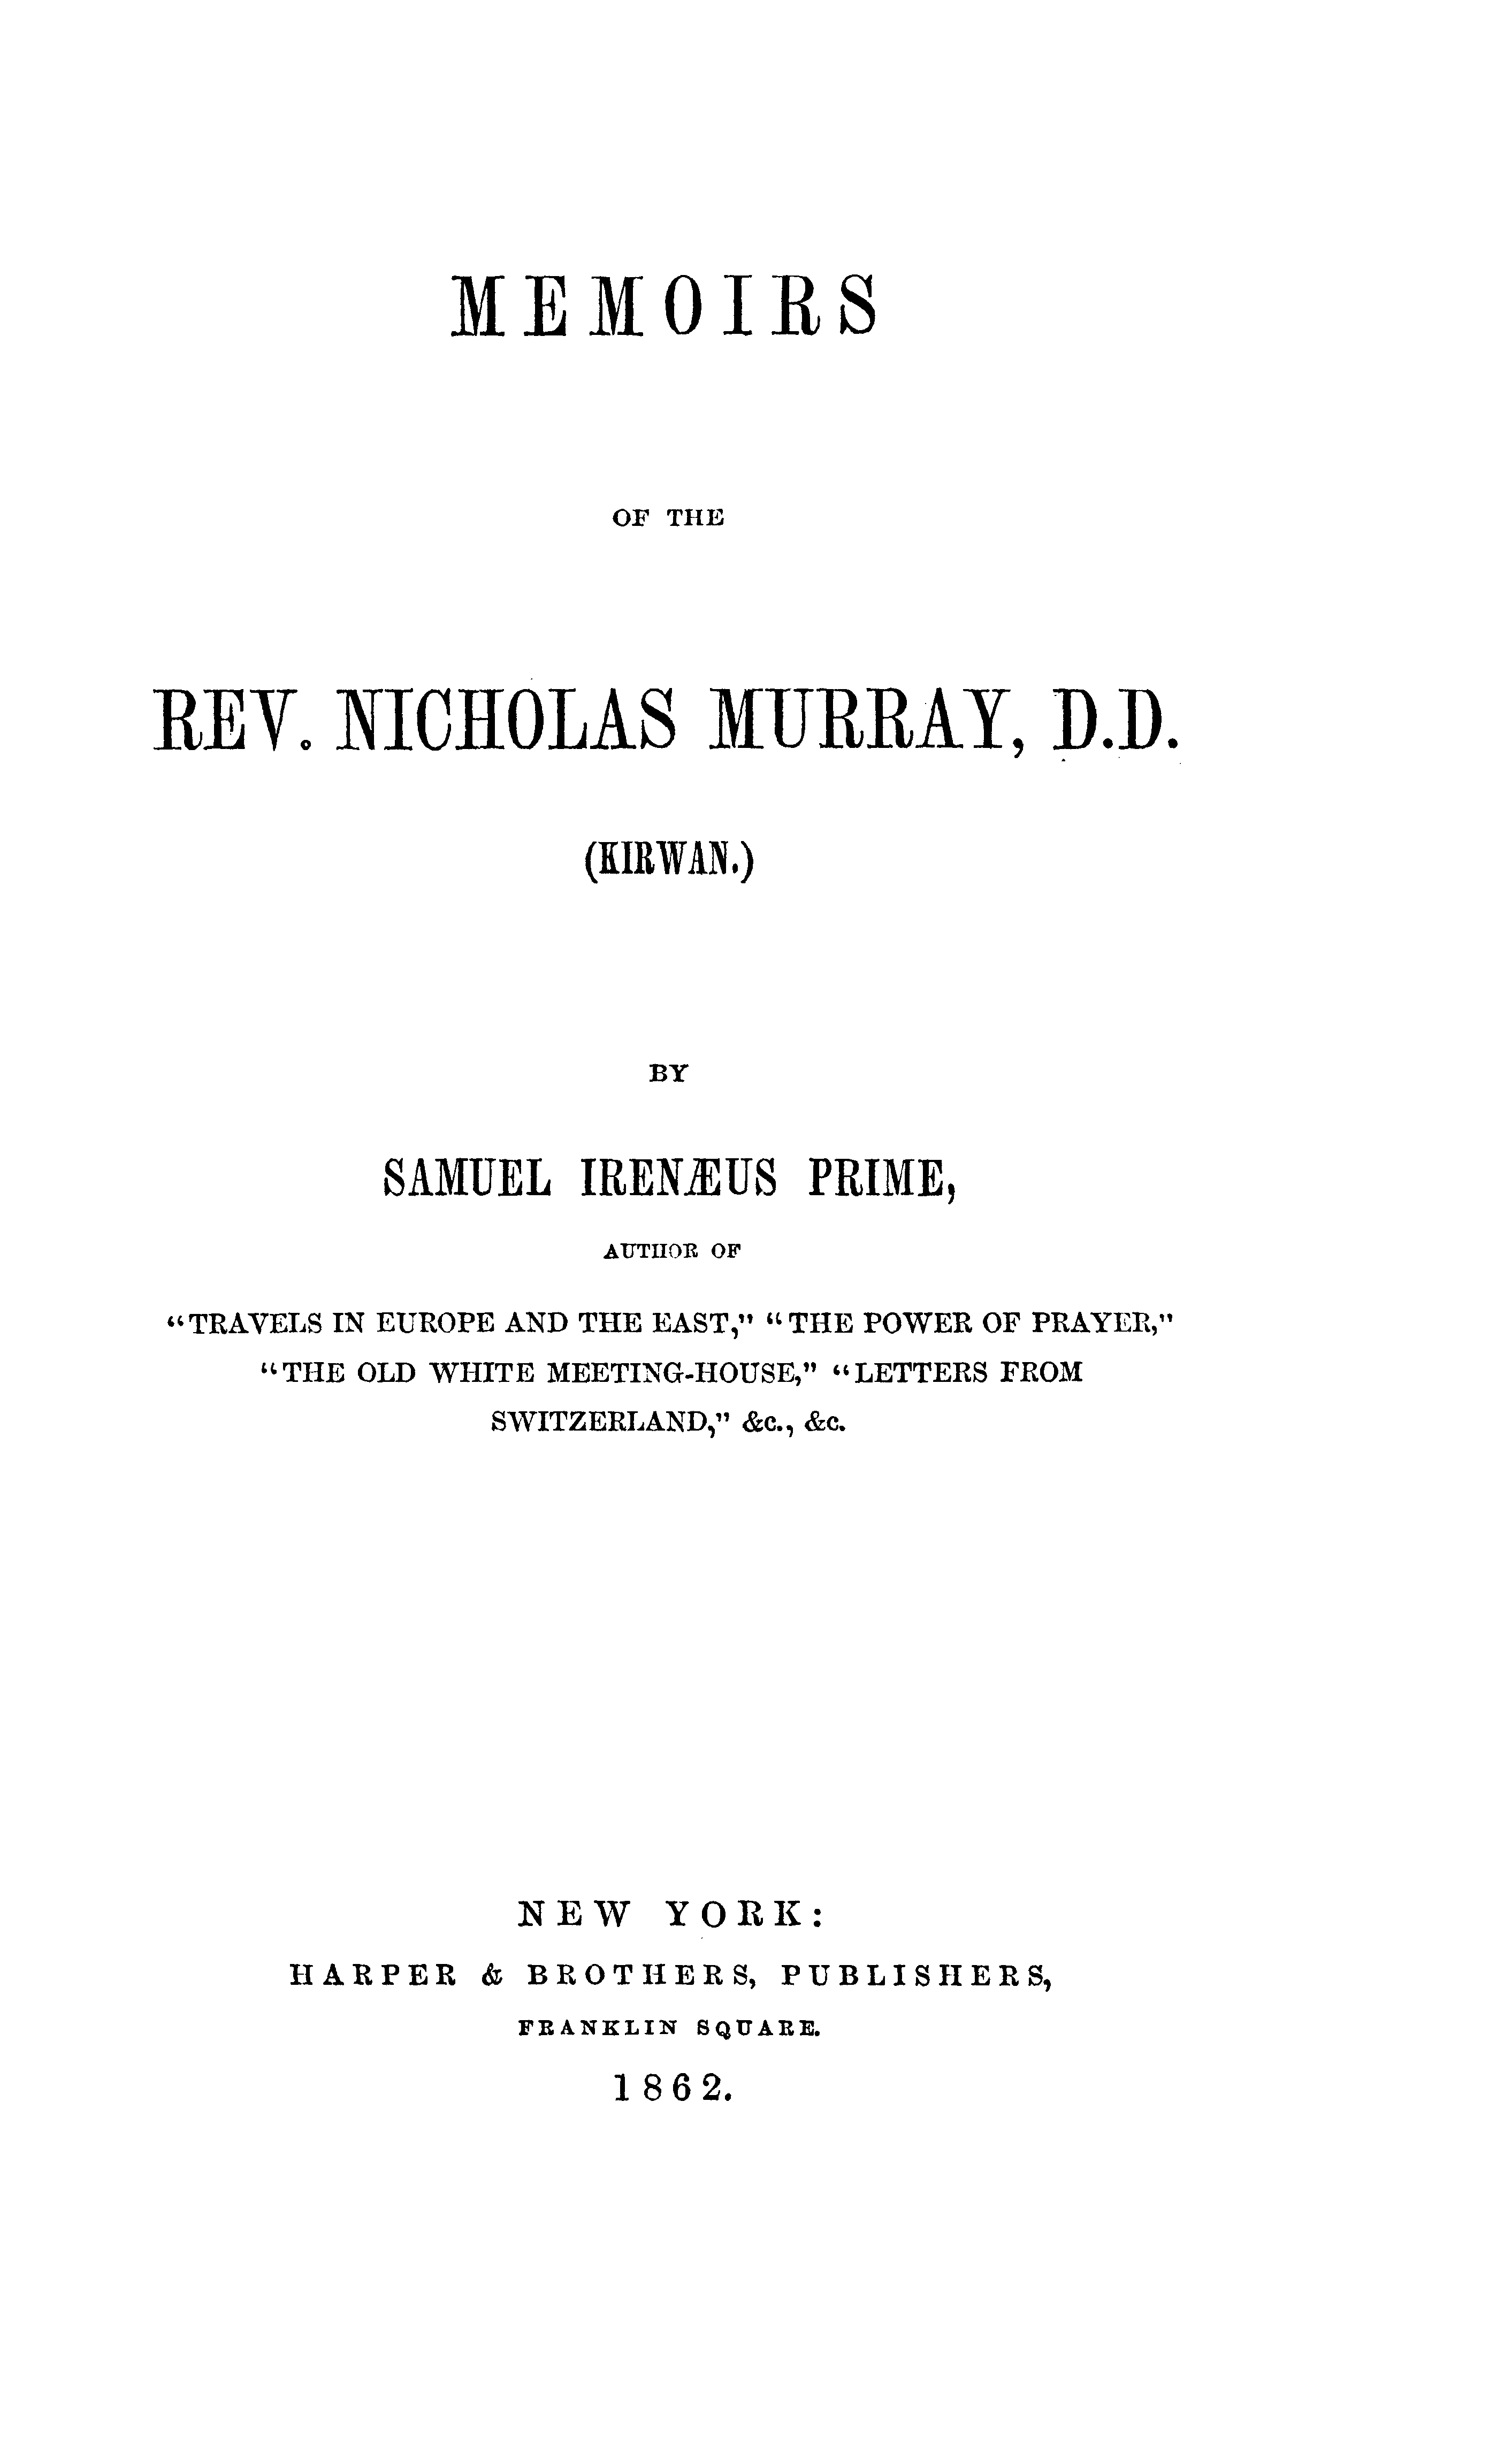 MEMOIRS
OF THE
REV. NICHOLAS MURRAY, D.D.
(KIRWAN.)
BY
SAMUEL IRENÆUS PRIME,
AUTHOR OF
“TRAVELS IN EUROPE AND THE EAST,” “THE POWER OF PRAYER,”
“THE OLD WHITE MEETING-HOUSE,” “LETTERS FROM
SWITZERLAND,” &c., &c.
NEW YORK:
HARPER & BROTHERS, PUBLISHERS,
FRANKLIN SQUARE.
1862.